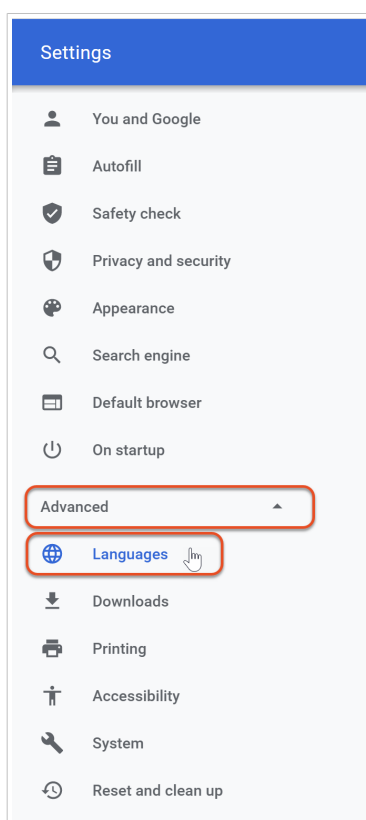 Settings
You and Google
Autofill
Safety check
Privacy and security
Appearance
Search engine
Default browser
On startup
Advanced
Languages
Downloads
Printing
Accessibility
System
Reset and clean up